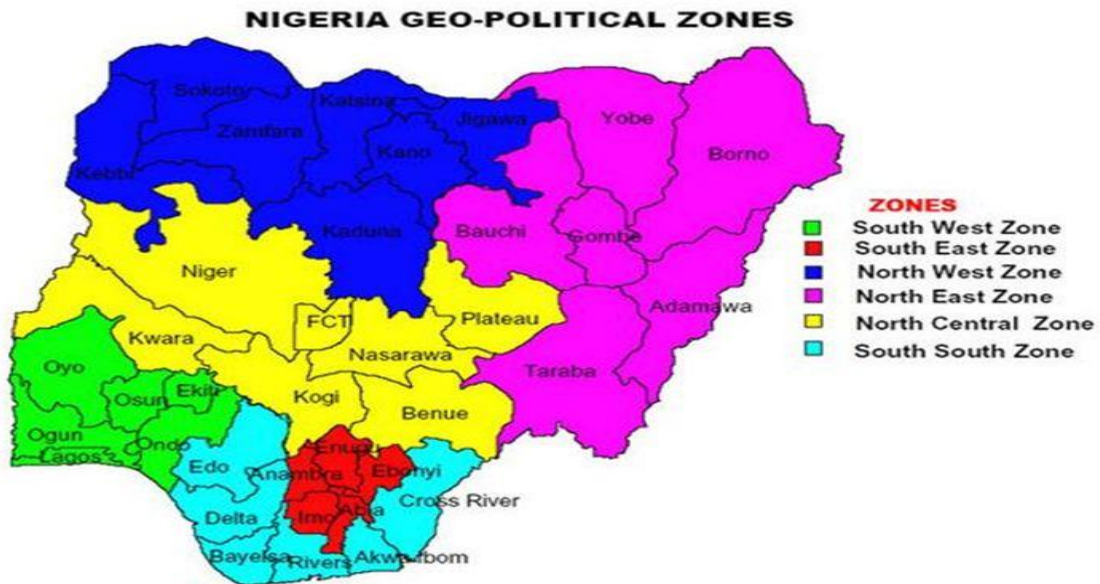 NIGERIA GEO-POLITICAL ZONES
Sokoto
Katsina
Jigawa
Yobe
Zamfara
Kano
Borno
Kebbi
Kaduna
Bauchi
Gombe
Niger
Adamawa
FCT
Plateau
Kwara
Nasarawa
Oyo
Taraba
Osun
Ekiti
Kogi
Benue
Ogun
Ondo
Lagos
Enugu
Edo
Anambra
Ebonyi
Cross River
Delta
Imo
Abia
Bayelsa
Rivers
Akwa-Ibom
ZONES
South West Zone
South East Zone
North West Zone
North East Zone
North Central Zone
South South Zone